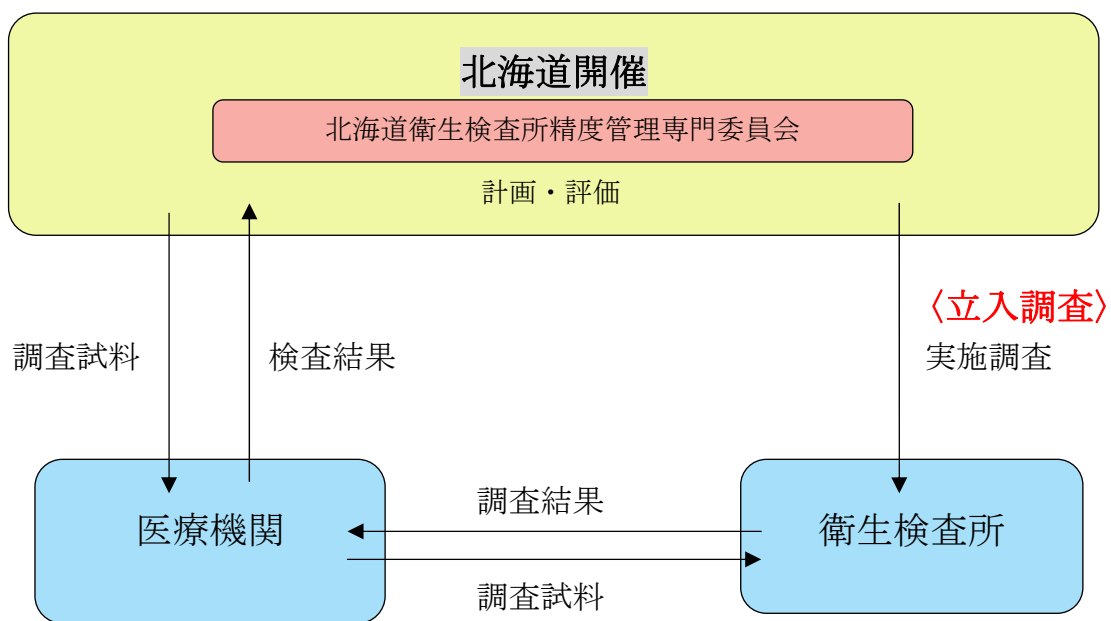 北海道開催
北海道衛生検査所精度管理専門委員会
計画・評価
〈立入調査〉
調査試料
検査結果
実施調査
医療機関
調査結果
衛生検査所
調査試料